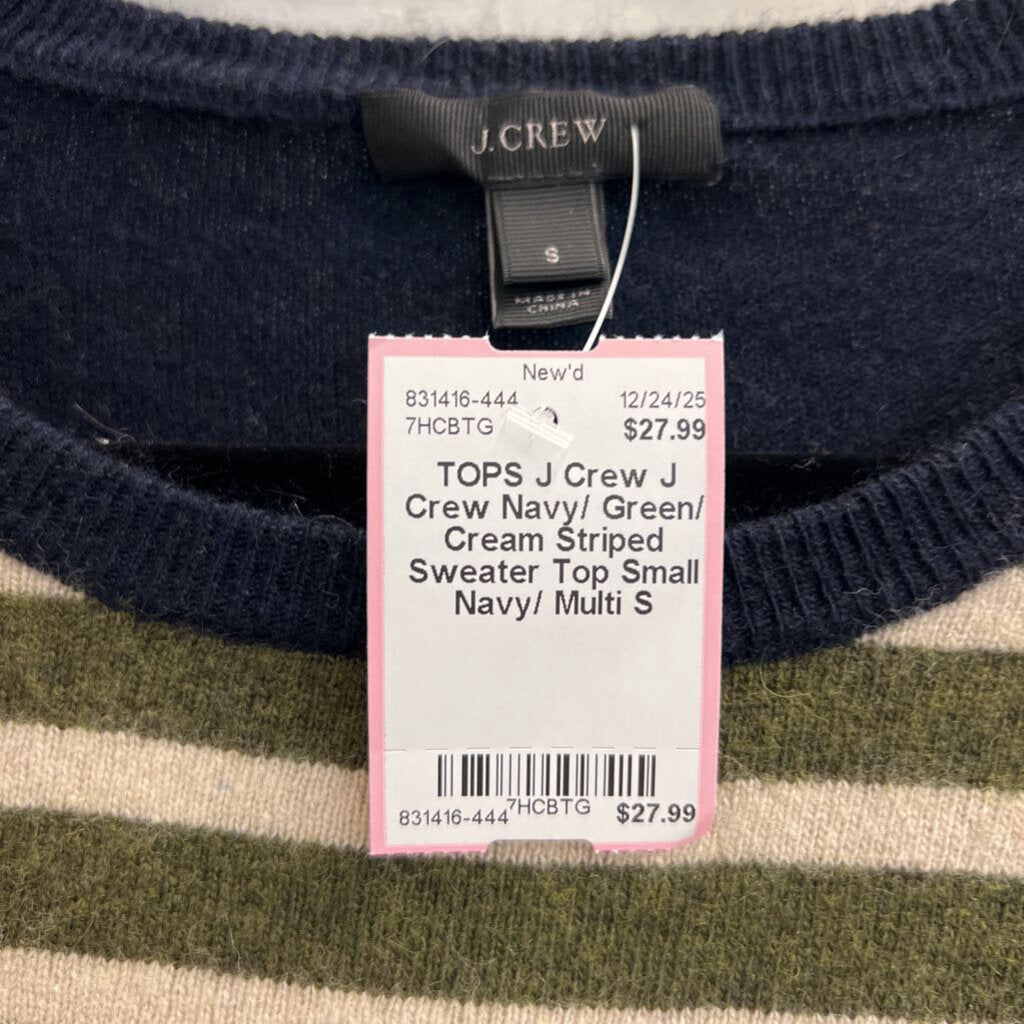 J.CREW
S
MADE IN
CHINA
New'd
831416-444 12/24/25
7HCBTG $27.99
TOPS J Crew J
Crew Navy/ Green/
Cream Striped
Sweater Top Small
Navy/ Multi S
831416-444 7HCBTG $27.99